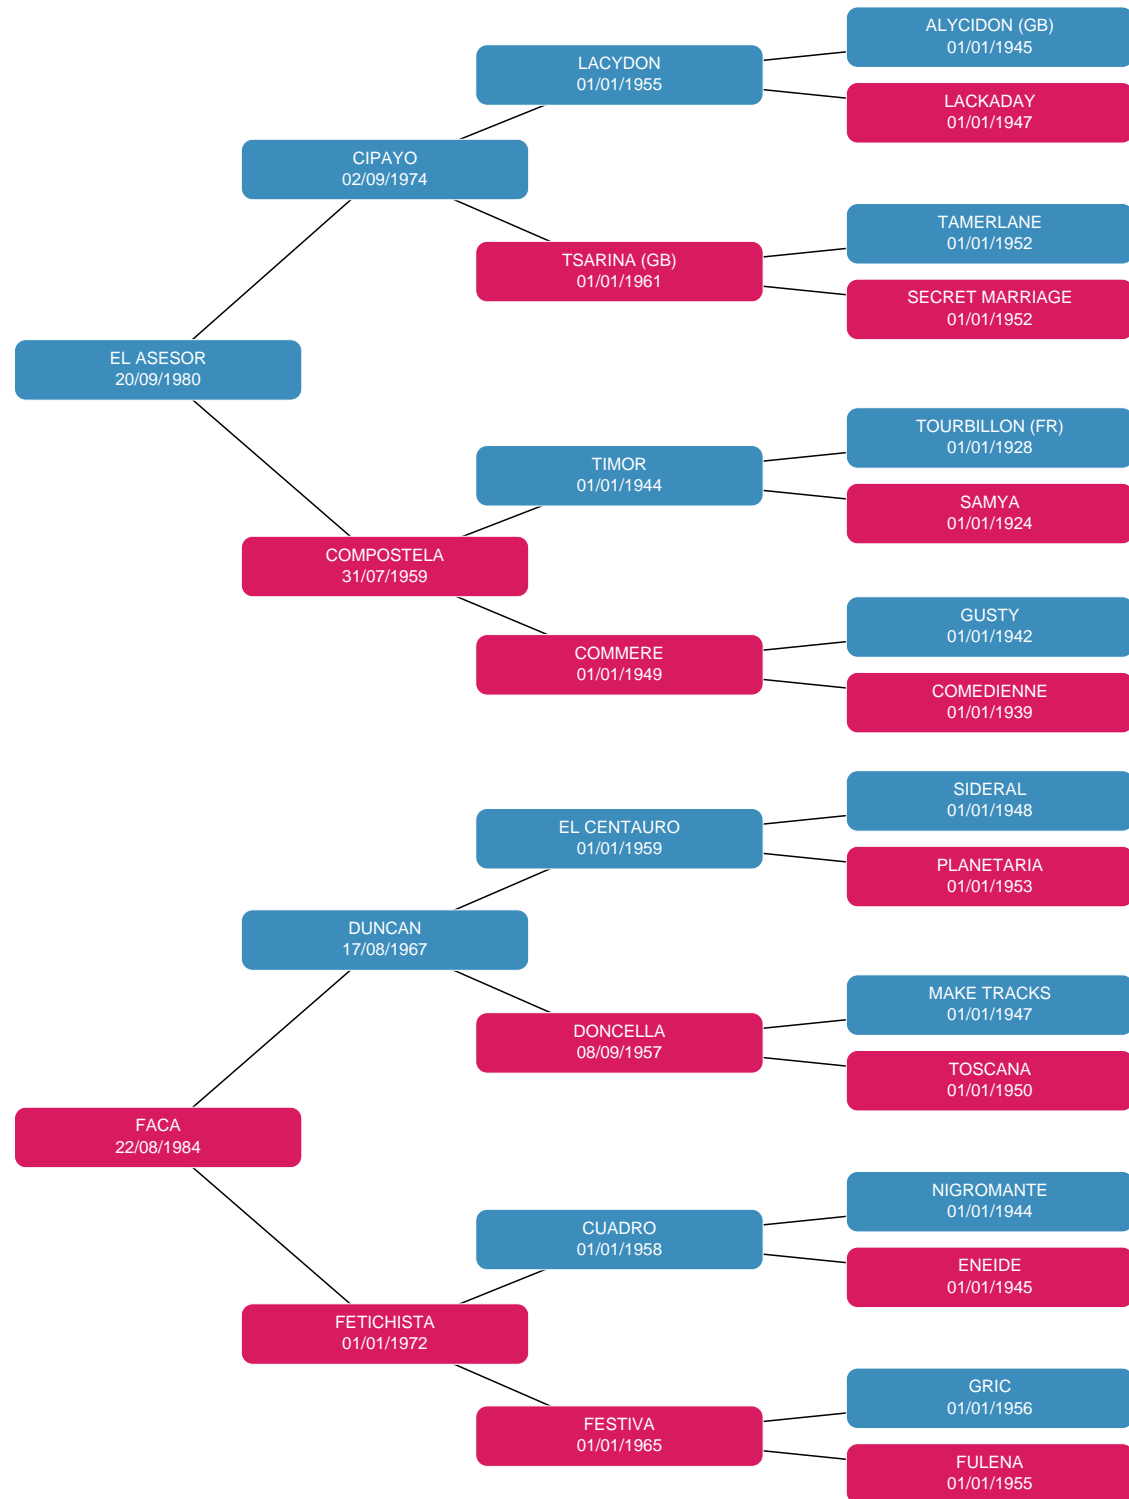 ALYCIDON (GB)
01/01/1945
LACYDON
01/01/1955
LACKADAY
01/01/1947
CIPAYO
02/09/1974
TAMERLANE
01/01/1952
TSARINA (GB)
01/01/1961
SECRET MARRIAGE
01/01/1952
EL ASESOR
20/09/1980
TOURBILLON (FR)
01/01/1928
TIMOR
01/01/1944
SAMYA
01/01/1924
COMPOSTELA
31/07/1959
GUSTY
01/01/1942
COMMERE
01/01/1949
COMEDIENNE
01/01/1939
SIDERAL
01/01/1948
EL CENTAURO
01/01/1959
PLANETARIA
01/01/1953
DUNCAN
17/08/1967
MAKE TRACKS
01/01/1947
DONCELLA
08/09/1957
TOSCANA
01/01/1950
FACA
22/08/1984
NIGROMANTE
01/01/1944
CUADRO
01/01/1958
ENEIDE
01/01/1945
FETICHISTA
01/01/1972
GRIC
01/01/1956
FESTIVA
01/01/1965
FULENA
01/01/1955